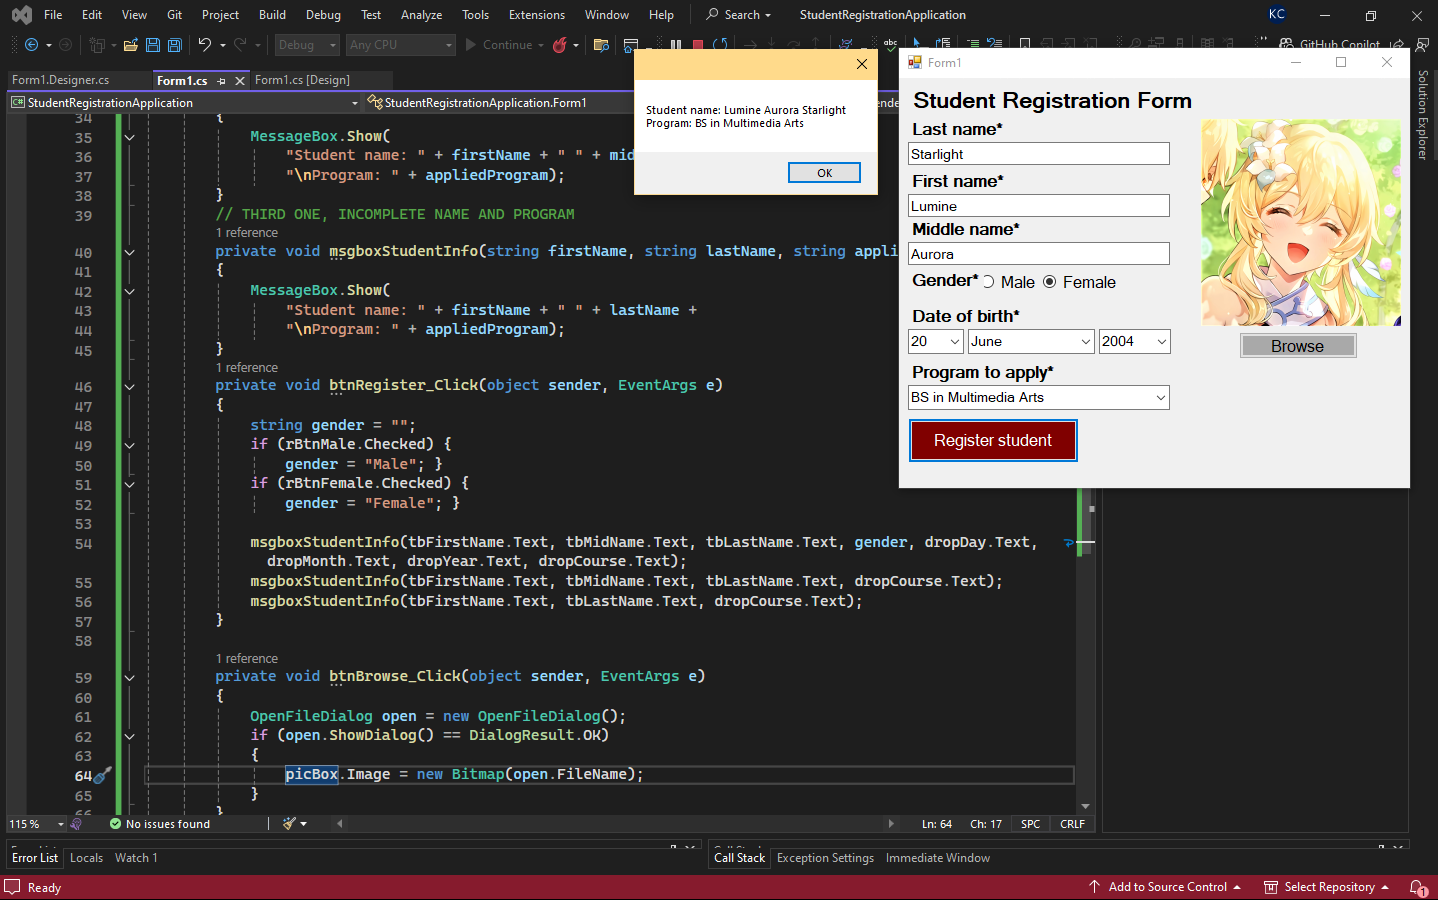 File Edit View Git Project Build Debug Test Analyze Tools Extensions Window Help Search StudentRegistrationApplication KC
Debug Any CPU Continue GitHub Copilot
Form1.Designer.cs Form1.cs Form1.cs [Design]
C# StudentRegistrationApplication StudentRegistrationApplication.Form1
34 {
35 MessageBox.Show(
36 "Student name: " + firstName + " " + mid
37 "\nProgram: " + appliedProgram);
38 }
39 // THIRD ONE, INCOMPLETE NAME AND PROGRAM
1 reference
40 private void msgboxStudentInfo(string firstName, string lastName, string appli
41 {
42 MessageBox.Show(
43 "Student name: " + firstName + " " + lastName +
44 "\nProgram: " + appliedProgram);
45 }
1 reference
46 private void btnRegister_Click(object sender, EventArgs e)
47 {
48 string gender = "";
49 if (rBtnMale.Checked) {
50 gender = "Male"; }
51 if (rBtnFemale.Checked) {
52 gender = "Female"; }
53
54 msgboxStudentInfo(tbFirstName.Text, tbMidName.Text, tbLastName.Text, gender, dropDay.Text,
dropMonth.Text, dropYear.Text, dropCourse.Text);
55 msgboxStudentInfo(tbFirstName.Text, tbMidName.Text, tbLastName.Text, dropCourse.Text);
56 msgboxStudentInfo(tbFirstName.Text, tbLastName.Text, dropCourse.Text);
57 }
58
1 reference
59 private void btnBrowse_Click(object sender, EventArgs e)
60 {
61 OpenFileDialog open = new OpenFileDialog();
62 if (open.ShowDialog() == DialogResult.OK)
63 {
64 picBox.Image = new Bitmap(open.FileName);
65 }
66 }
Student name: Lumine Aurora Starlight
Program: BS in Multimedia Arts
OK
Form1
Student Registration Form
Last name*
Starlight
First name*
Lumine
Middle name*
Aurora
Gender* Male Female
Date of birth*
20 June 2004
Program to apply*
BS in Multimedia Arts
Register student
Browse
Solution Explorer
115 % No issues found Ln: 64 Ch: 17 SPC CRLF
Error List Locals Watch 1 Call Stack Exception Settings Immediate Window
Ready Add to Source Control Select Repository 1